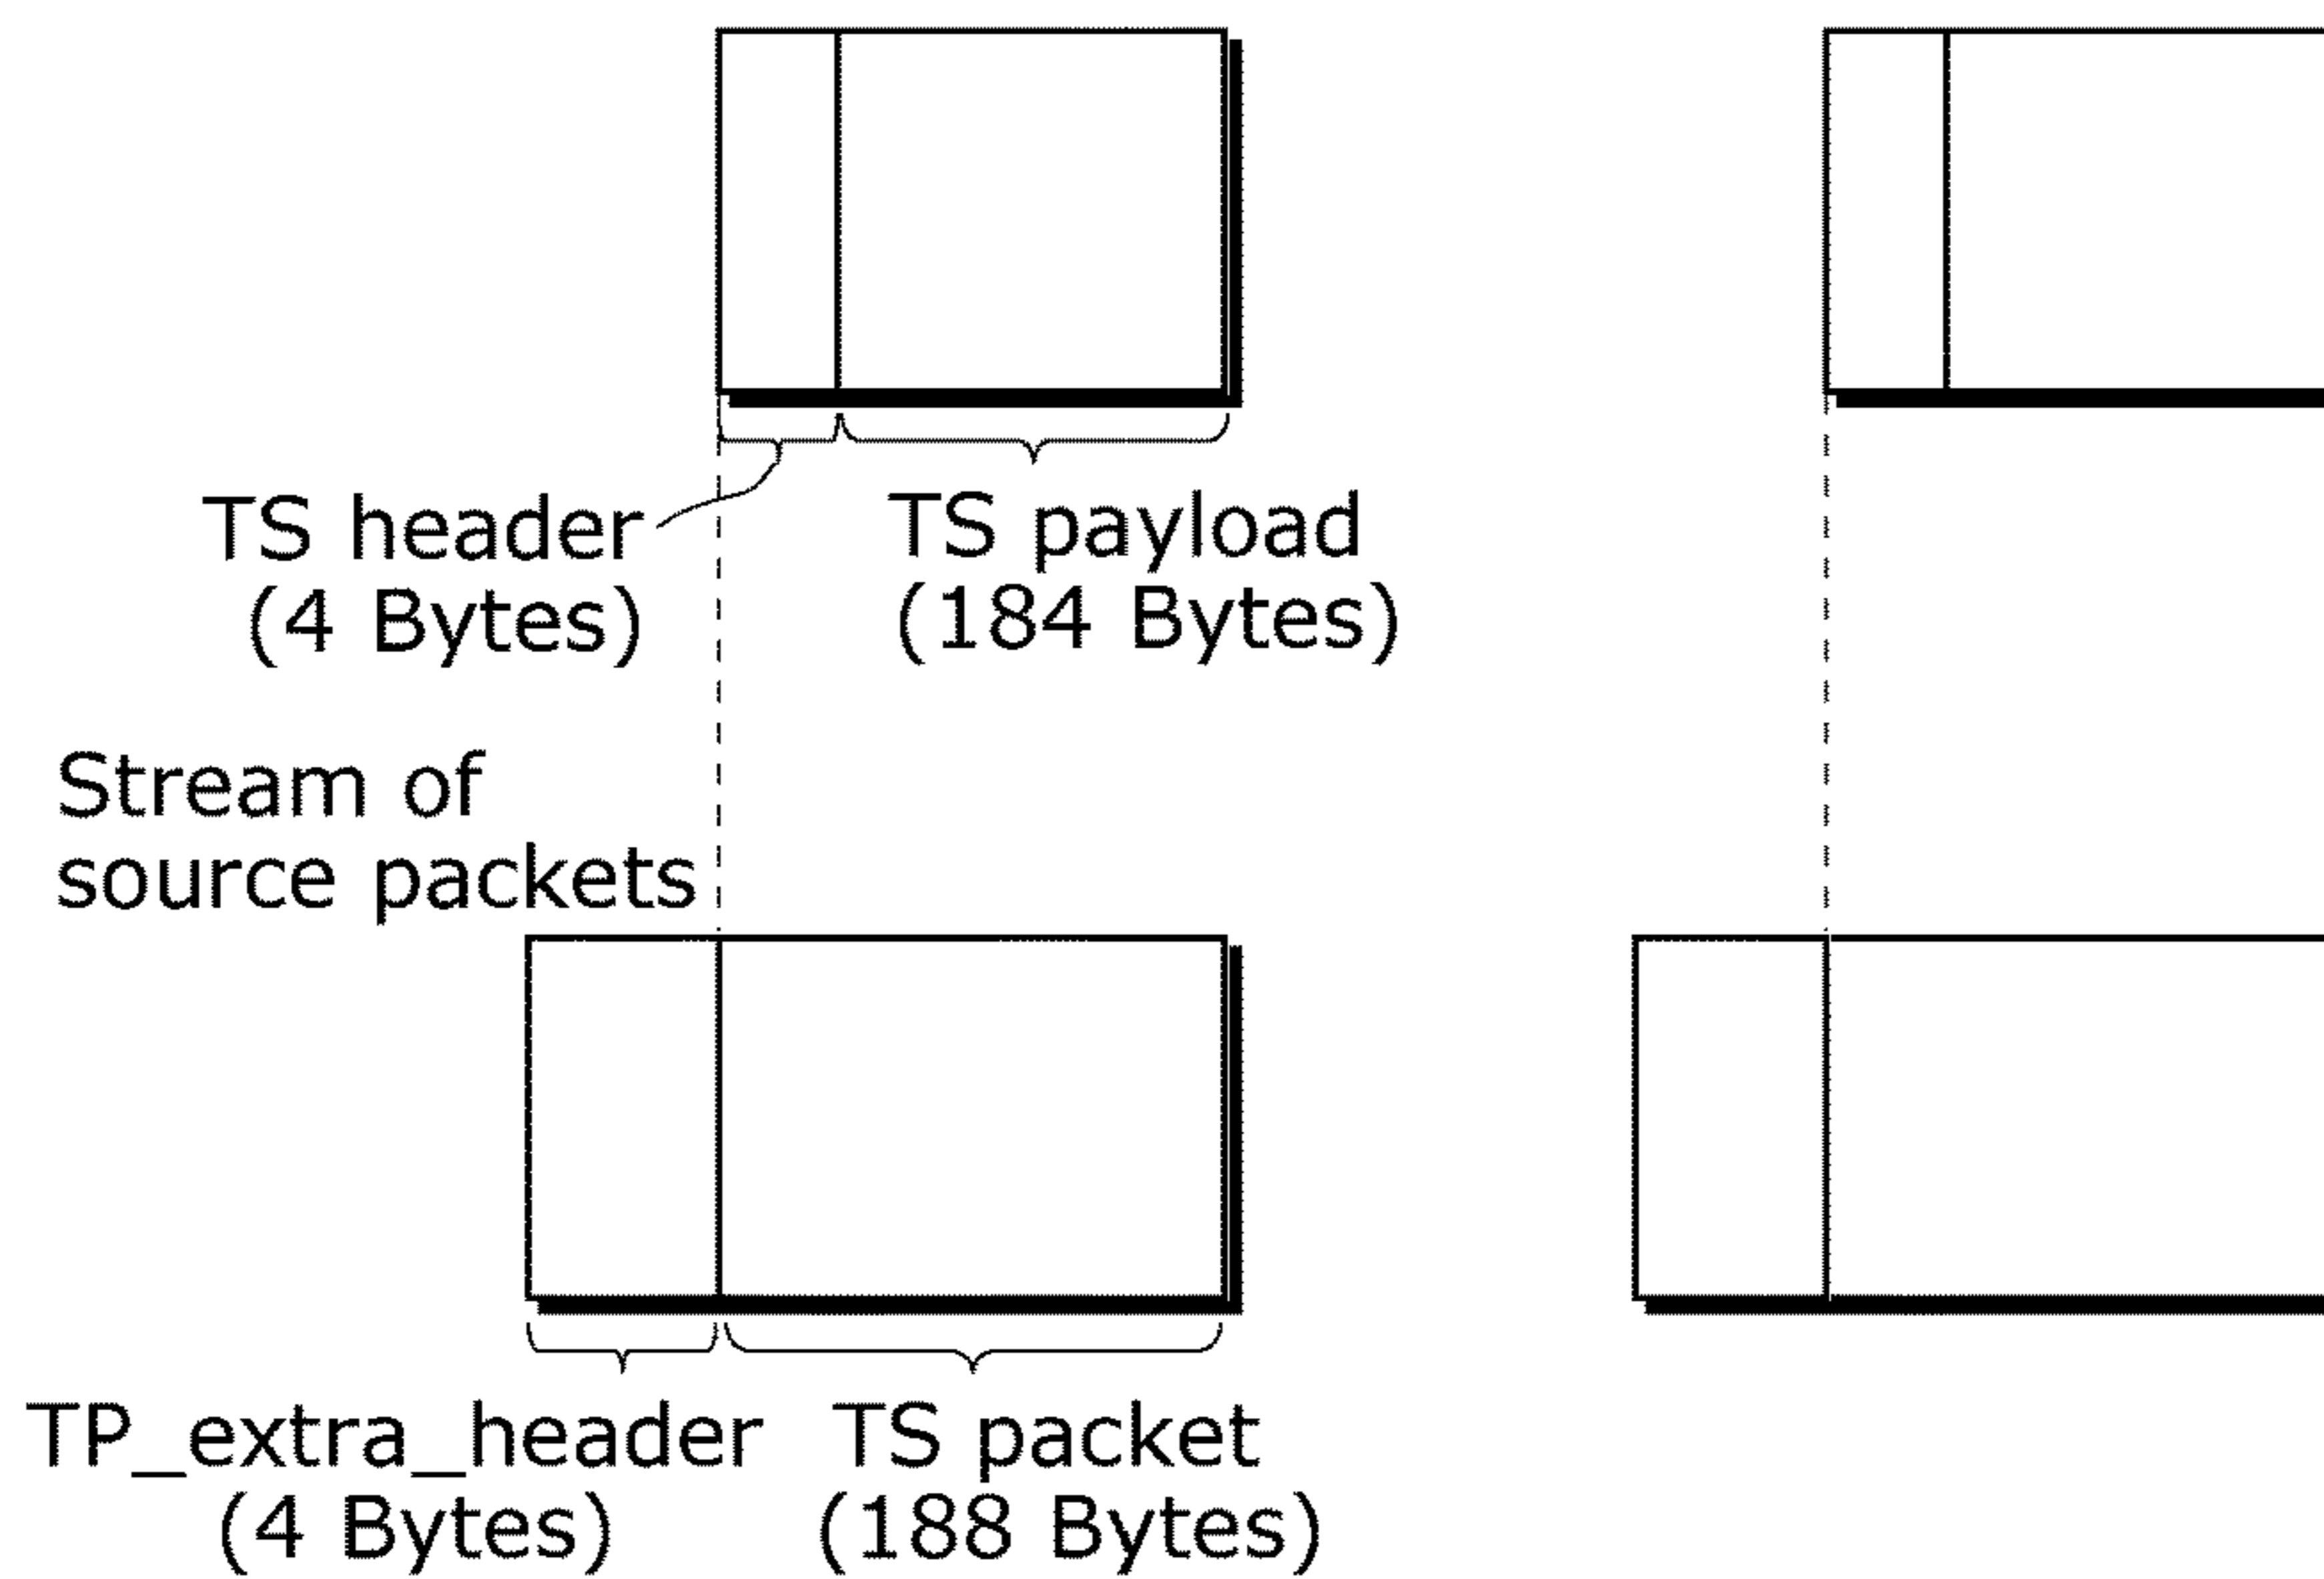 TS header
(4 Bytes)
TS payload
(184 Bytes)
Stream of
source packets
TP_extra_header
(4 Bytes)
TS packet
(188 Bytes)